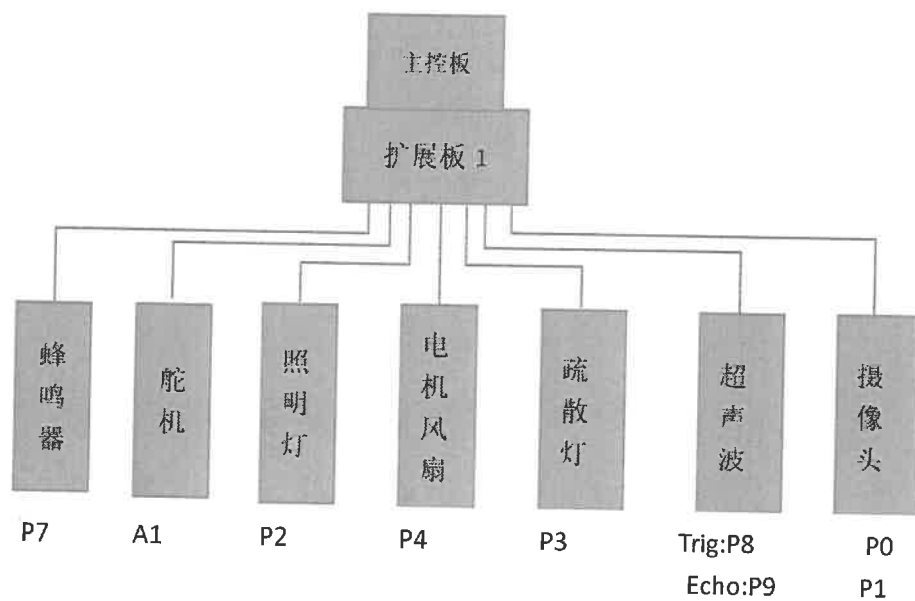 主控板
扩展板 1
蜂鸣器
舵机
照明灯
电机风扇
疏散灯
超声波
摄像头
P7
A1
P2
P4
P3
Trig:P8
P0
Echo:P9
P1